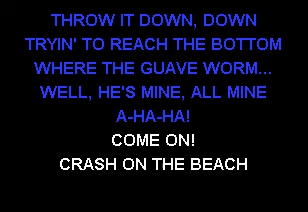 THROW IT DOWN, DOWN
TRYIN' TO REACH THE BOTTOM
WHERE THE GUAVE WORM...
WELL, HE'S MINE, ALL MINE
A-HA-HA!
COME ON!
CRASH ON THE BEACH